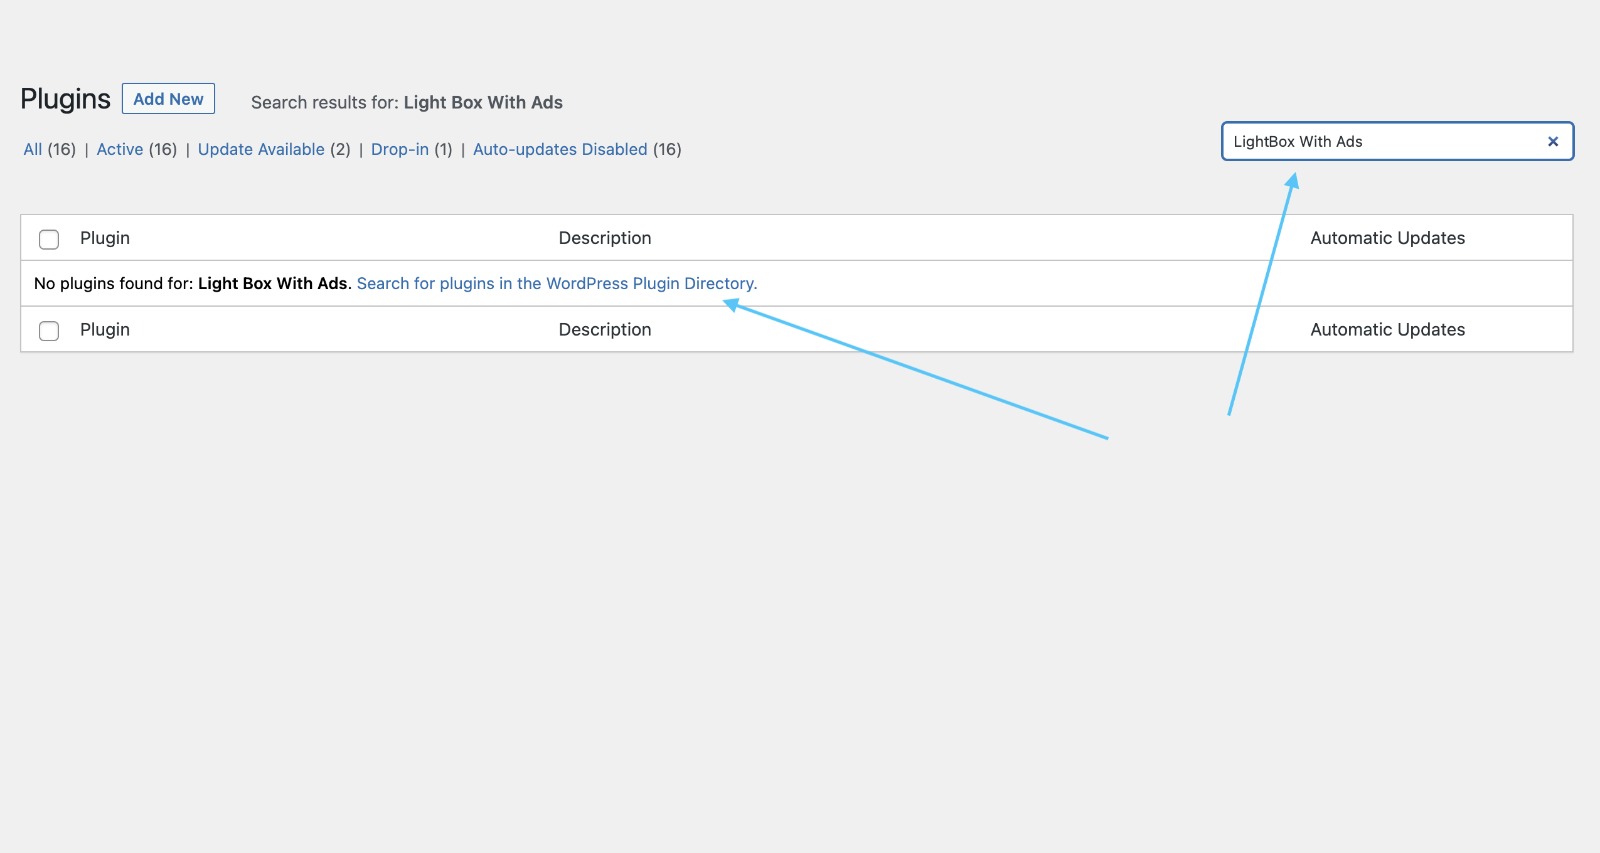 Plugins Add New Search results for: Light Box With Ads
All (16) | Active (16) | Update Available (2) | Drop-in (1) | Auto-updates Disabled (16)
LightBox With Ads ×
Plugin Description Automatic Updates
No plugins found for: Light Box With Ads. Search for plugins in the WordPress Plugin Directory.
Plugin Description Automatic Updates